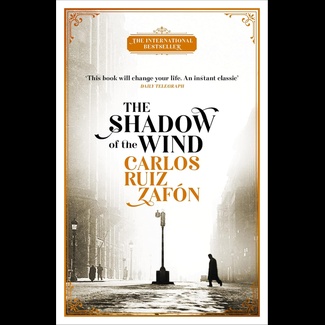 THE INTERNATIONAL
BESTSELLER
‘This book will change your life. An instant classic’
DAILY TELEGRAPH
THE
SHADOW
of the WIND
CARLOS
RUIZ
ZAFÓN